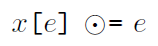 x[e] ⊙= e